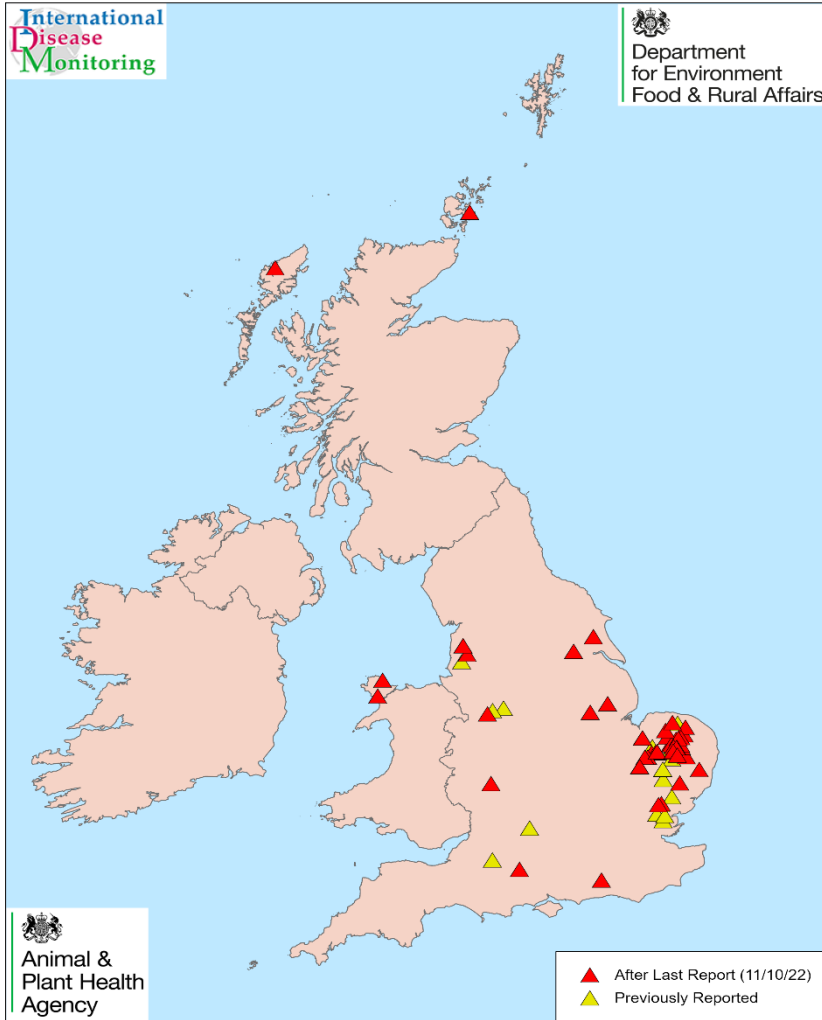 International
Disease
Monitoring
Department
for Environment
Food & Rural Affairs
Animal &
Plant Health
Agency
After Last Report (11/10/22)
Previously Reported